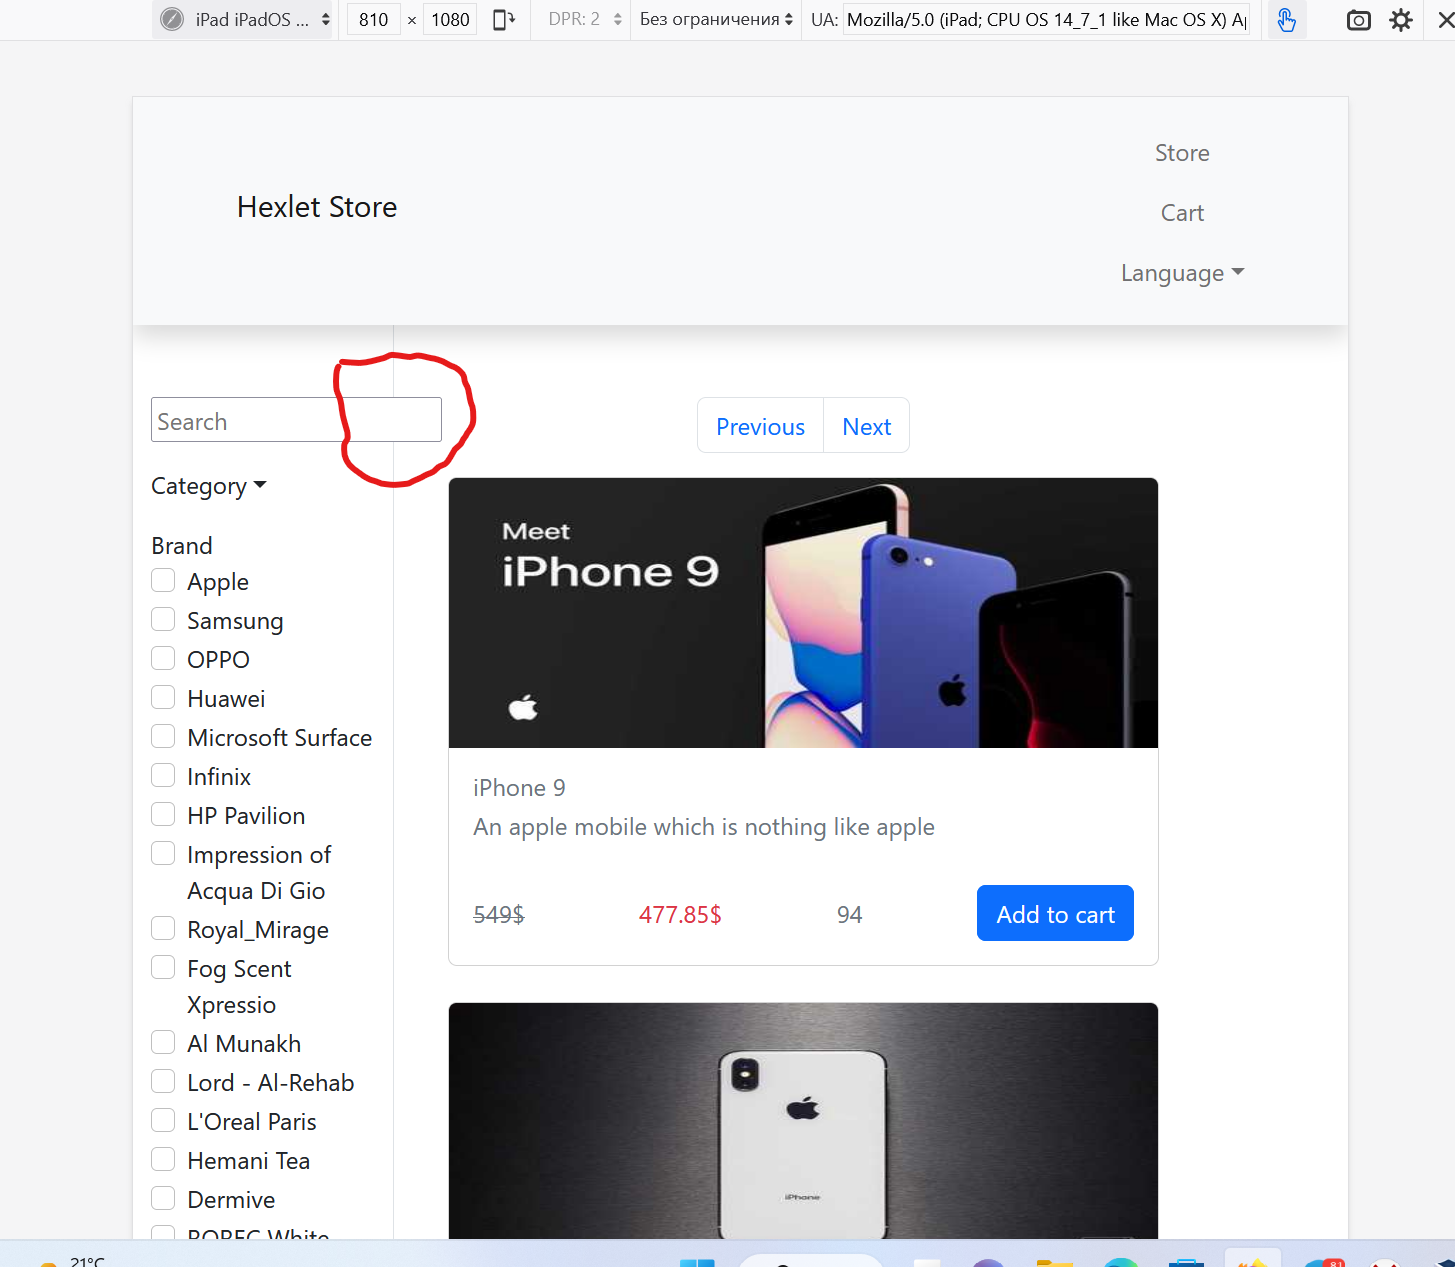 iPad iPadOS ...
810 × 1080
DPR: 2
Без ограничения
UA: Mozilla/5.0 (iPad; CPU OS 14_7_1 like Mac OS X)
Hexlet Store
Store
Cart
Language
Search
Previous
Next
Category
Brand
Apple
Samsung
OPPO
Huawei
Microsoft Surface
Infinix
HP Pavilion
Impression of
Acqua Di Gio
Royal_Mirage
Fog Scent
Xpressio
Al Munakh
Lord - Al-Rehab
L'Oreal Paris
Hemani Tea
Dermive
ROREC White
Meet
iPhone 9
iPhone 9
An apple mobile which is nothing like apple
549$
477.85$
94
Add to cart
iPhone
21°C
81